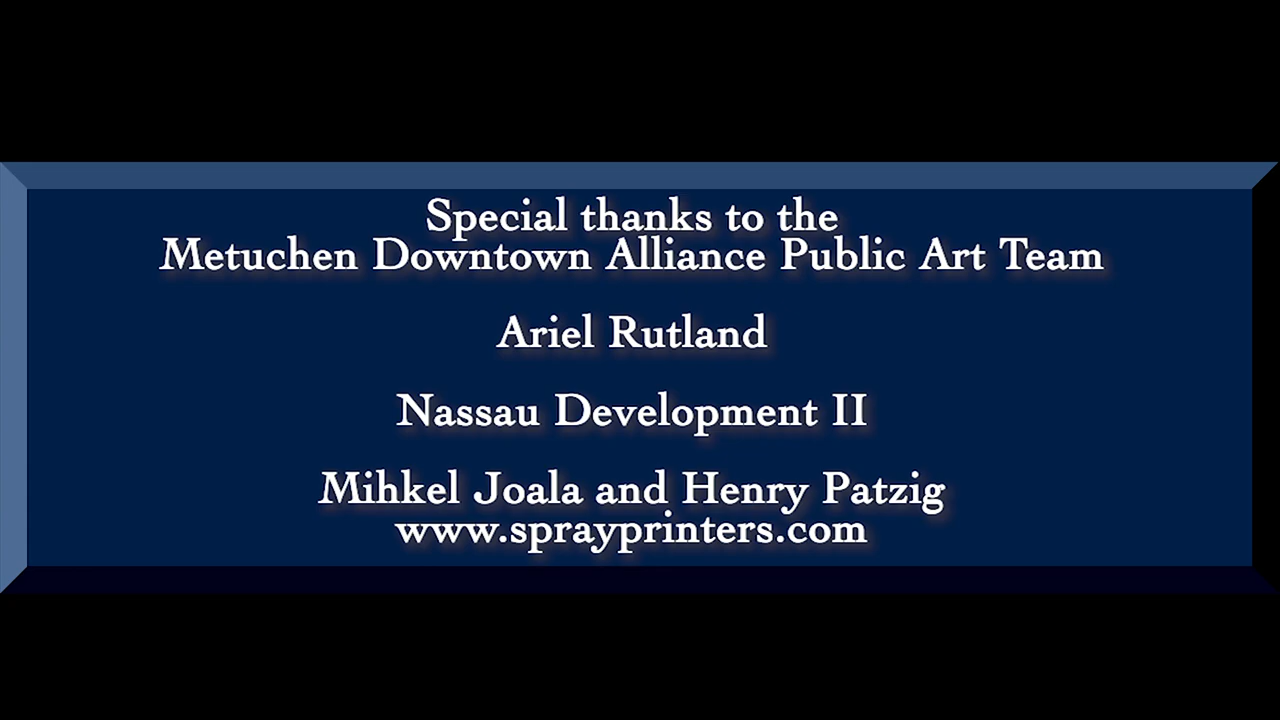 Special thanks to the
Metuchen Downtown Alliance Public Art Team
Ariel Rutland
Nassau Development II
Mihkel Joala and Henry Patzig
www.sprayprinters.com